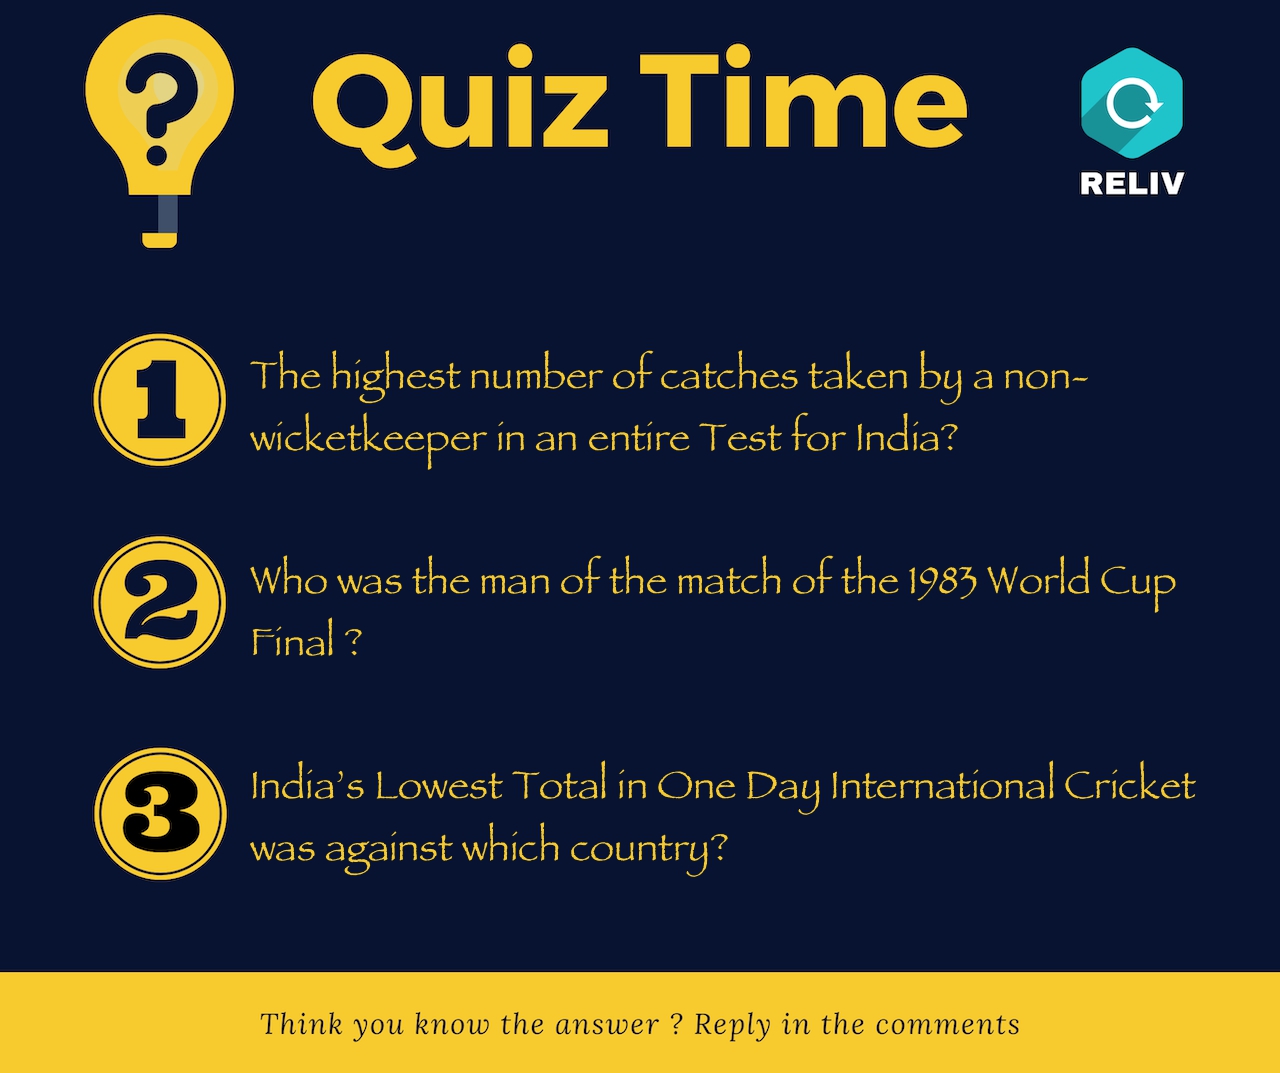 ?
Quiz Time
RELIV
1
The highest number of catches taken by a non-
wicketkeeper in an entire Test for India?
2
Who was the man of the match of the 1983 World Cup
Final ?
3
India’s Lowest Total in One Day International Cricket
was against which country?
Think you know the answer ? Reply in the comments